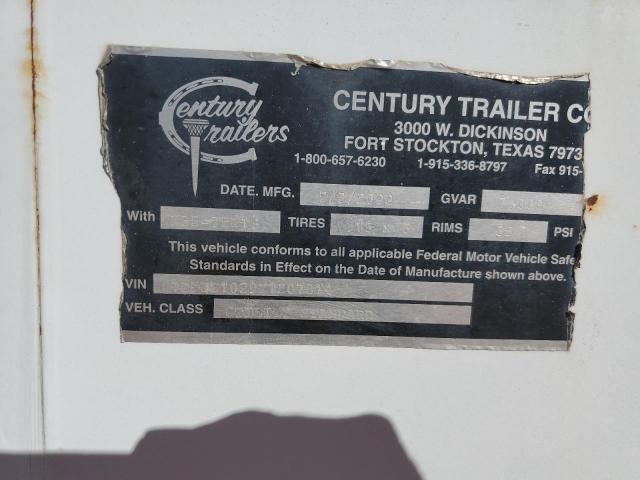 Century
Trailers
CENTURY TRAILER CO
3000 W. DICKINSON
FORT STOCKTON, TEXAS 7973
1-800-657-6230 1-915-336-8797 Fax 915-
DATE. MFG. GVAR
With TIRES RIMS PSI
This vehicle conforms to all applicable Federal Motor Vehicle Safe
Standards in Effect on the Date of Manufacture shown above.
VIN
VEH. CLASS STANDARD